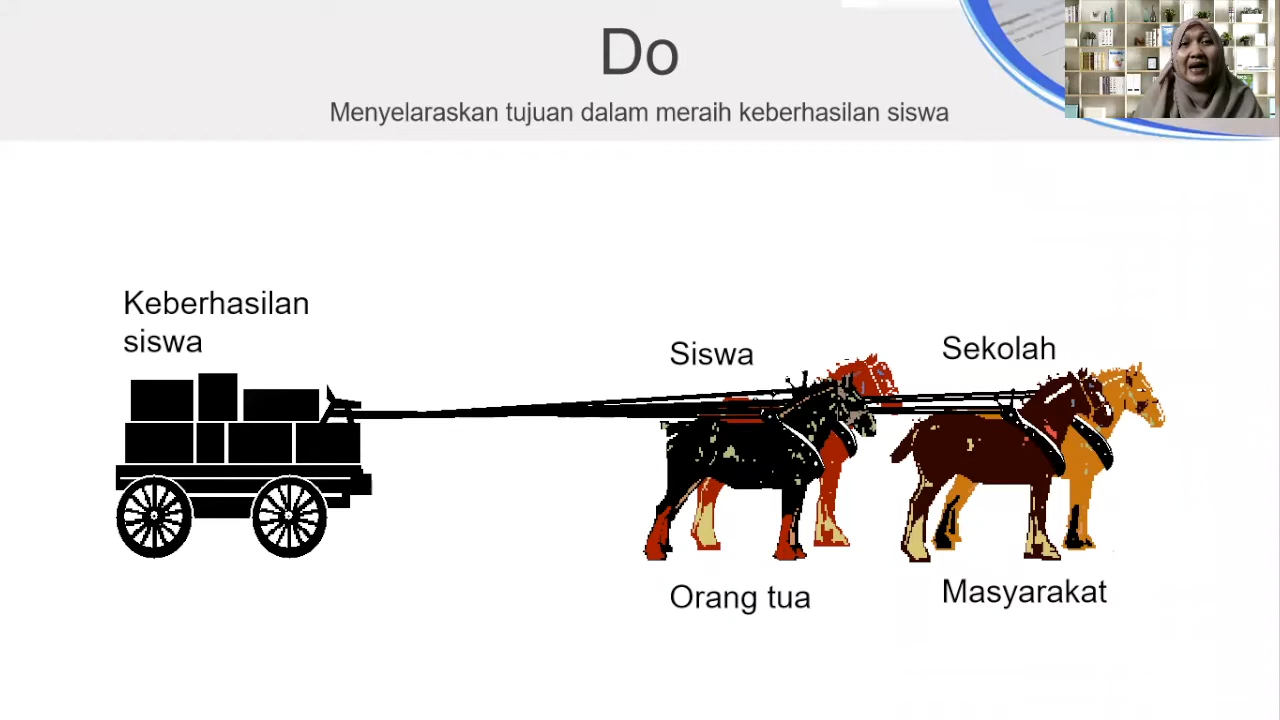 Do
Menyelaraskan tujuan dalam meraih keberhasilan siswa
Keberhasilan
siswa
Siswa
Sekolah
Orang tua
Masyarakat